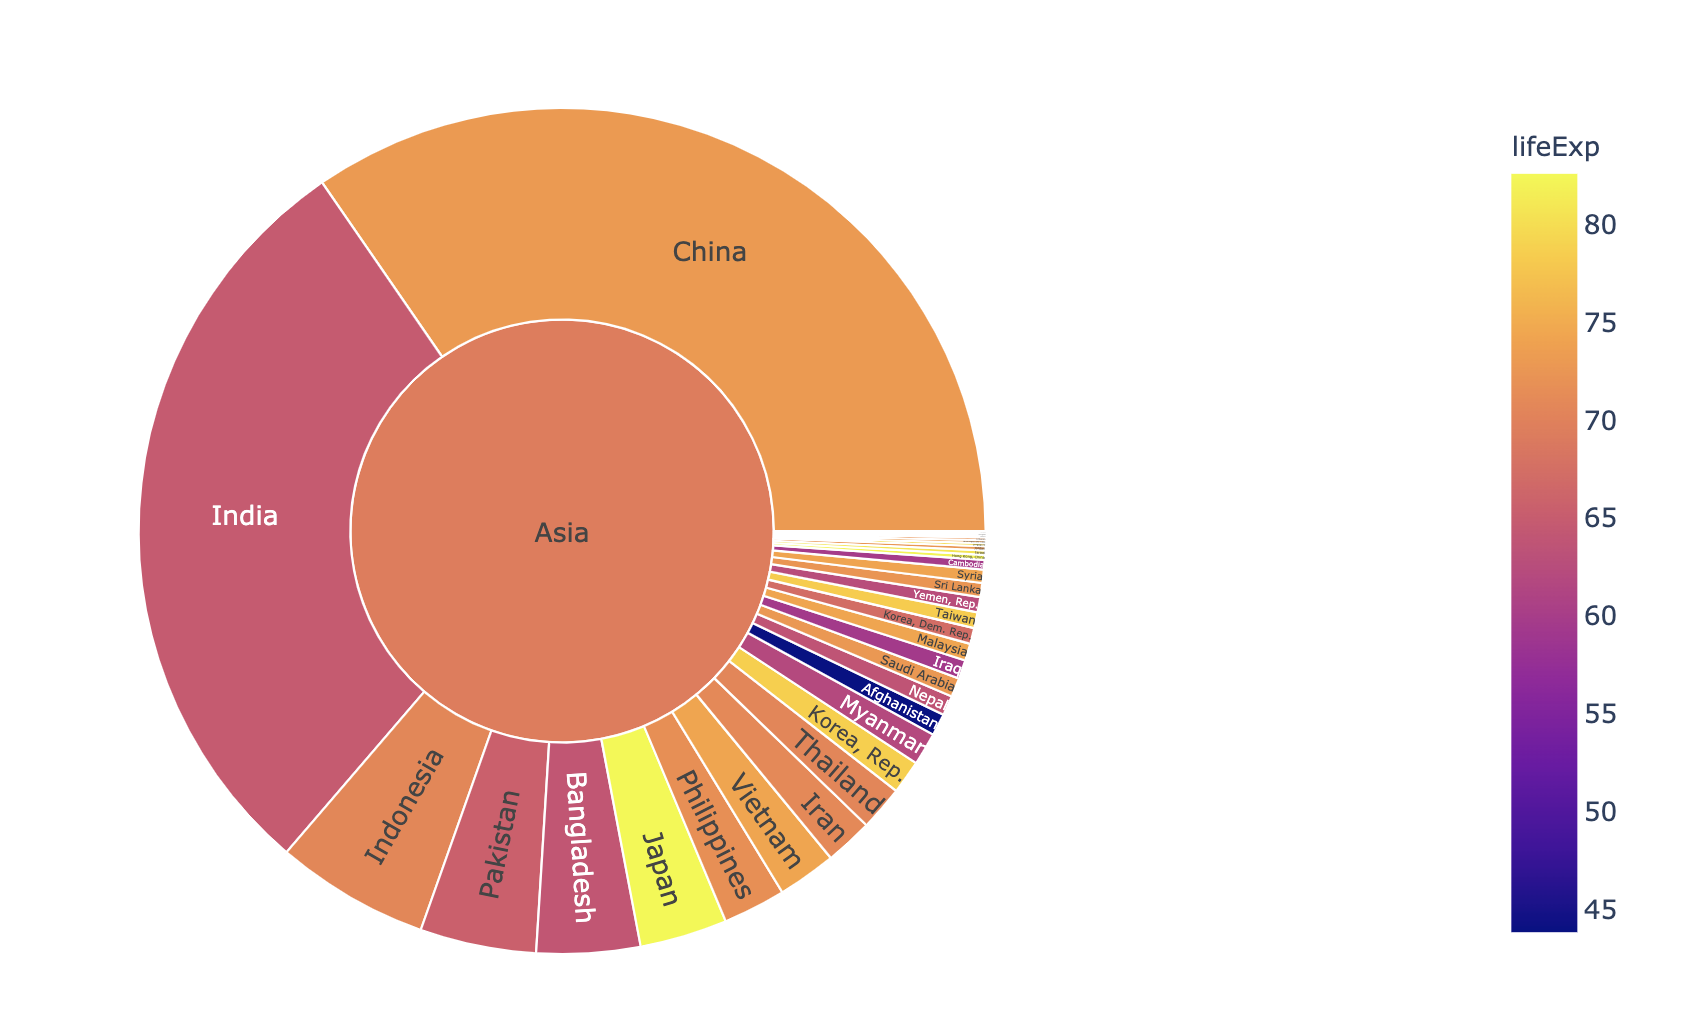 China
India
Asia
Indonesia
Pakistan
Bangladesh
Japan
Philippines
Vietnam
Iran
Thailand
Korea, Rep.
Myanmar
Afghanistan
Nepal
Saudi Arabia
Iraq
Malaysia
Korea, Dem. Rep.
Taiwan
Yemen, Rep.
Sri Lanka
Syria
Cambodia
Hong Kong, China
lifeExp
80
75
70
65
60
55
50
45